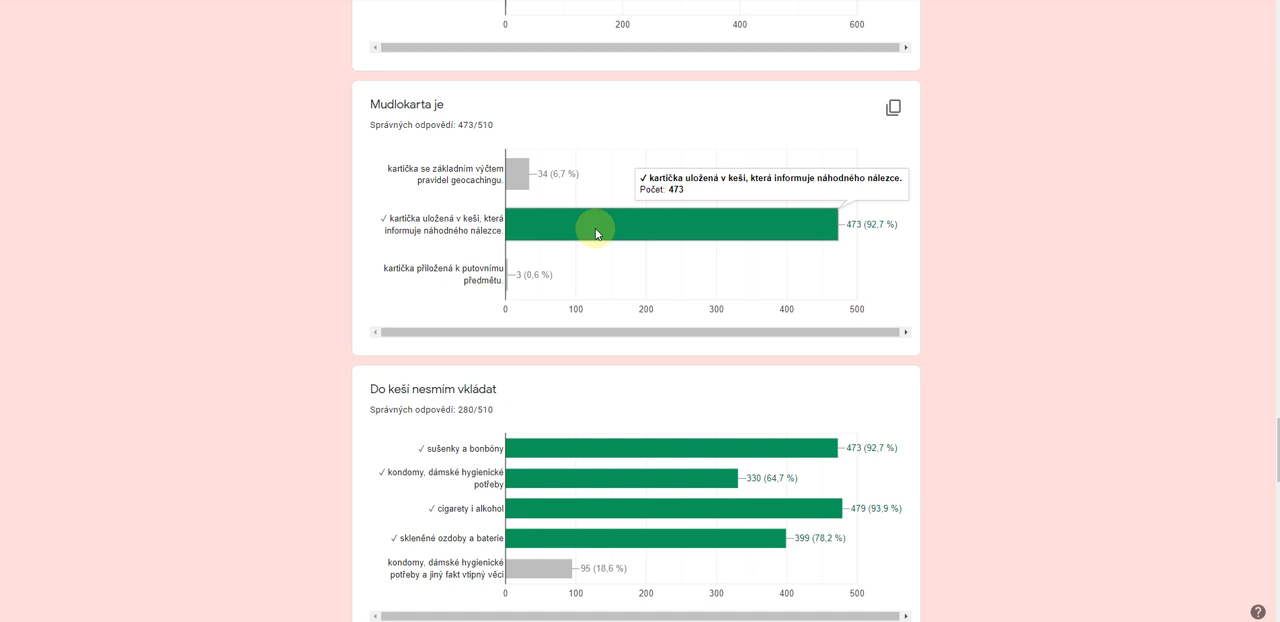 0
200
400
600
Mudlokarta je
Správných odpovědí: 473/510
kartička se základním výčtem
pravidel geocachingu.
34 (6,7 %)
✓ kartička uložená v keši, která informuje náhodného nálezce.
Počet: 473
✓ kartička uložená v keši, která
informuje náhodného nálezce.
473 (92,7 %)
kartička přiložená k putovnímu
předmětu.
3 (0,6 %)
0
100
200
300
400
500
Do keší nesmím vkládat
Správných odpovědí: 280/510
✓ sušenky a bonbóny
473 (92,7 %)
✓ kondomy, dámské hygienické
potřeby
330 (64,7 %)
✓ cigarety i alkohol
479 (93,9 %)
✓ skleněné ozdoby a baterie
399 (78,2 %)
kondomy, dámské hygienické
potřeby a jiný fakt vtipný věci
95 (18,6 %)
0
100
200
300
400
500
?